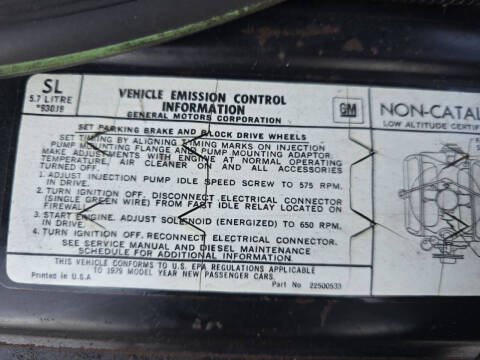 SL
5.7 LITRE
*93019
VEHICLE EMISSION CONTROL
INFORMATION
GENERAL MOTORS CORPORATION
GM
NON-CATAL
LOW ALTITUDE CERTIF
SET PARKING BRAKE AND BLOCK DRIVE WHEELS
SET TIMING BY ALIGNING TIMING MARKS ON INJECTION
PUMP MOUNTING FLANGE AND PUMP MOUNTING ADAPTOR.
MAKE ADJUSTMENTS WITH ENGINE AT NORMAL OPERATING
TEMPERATURE, AIR CLEANER ON AND ALL ACCESSORIES
TURNED OFF.
1. ADJUST INJECTION PUMP IDLE SPEED SCREW TO 575 RPM.
IN DRIVE.
2. TURN IGNITION OFF. DISCONNECT ELECTRICAL CONNECTOR
(SINGLE GREEN WIRE) FROM FAST IDLE RELAY LOCATED ON
FIREWALL.
3. START ENGINE. ADJUST SOLENOID (ENERGIZED) TO 650 RPM.
IN DRIVE.
4. TURN IGNITION OFF. RECONNECT ELECTRICAL CONNECTOR.
SEE SERVICE MANUAL AND DIESEL MAINTENANCE
SCHEDULE FOR ADDITIONAL INFORMATION.
THIS VEHICLE CONFORMS TO U.S. EPA REGULATIONS APPLICABLE
TO 1979 MODEL YEAR NEW PASSENGER CARS.
Printed in U.S.A
Part No 22500533